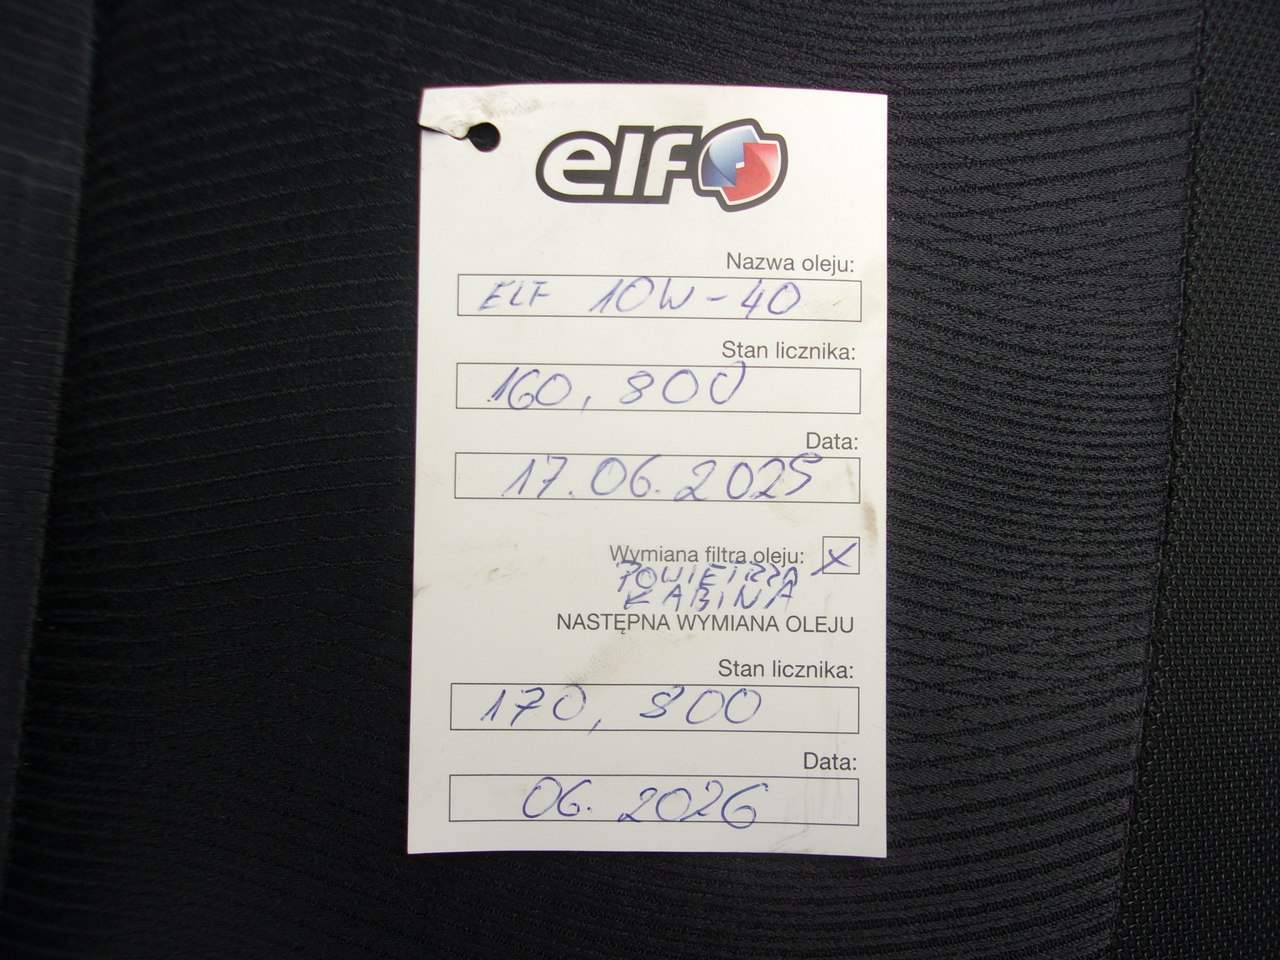 elf
Nazwa oleju:
ELF 10W-40
Stan licznika:
160,800
Data:
17.06.2025
Wymiana filtra oleju: X
POWIETRZA
KABINA
NASTĘPNA WYMIANA OLEJU
Stan licznika:
170,800
Data:
06.2026